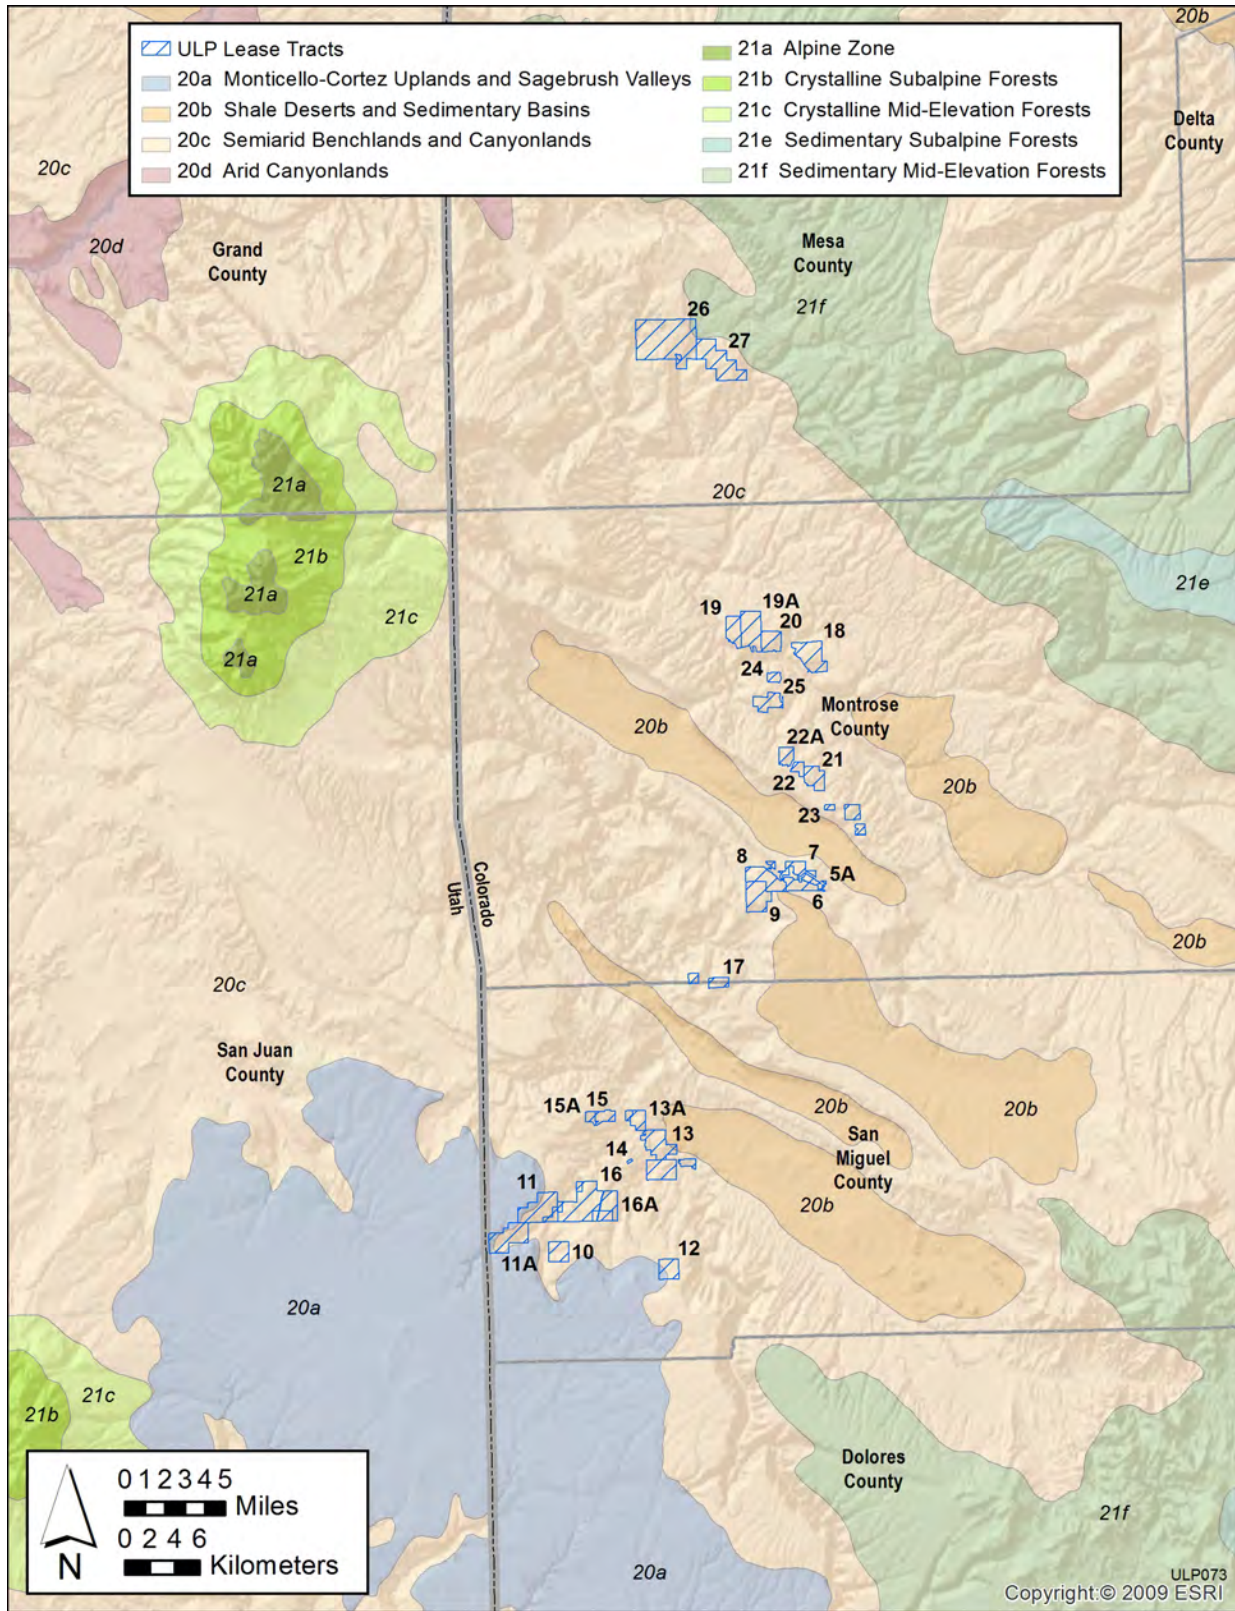 20b
ULP Lease Tracts
20a Monticello-Cortez Uplands and Sagebrush Valleys
20b Shale Deserts and Sedimentary Basins
20c Semiarid Benchlands and Canyonlands
20d Arid Canyonlands
21a Alpine Zone
21b Crystalline Subalpine Forests
21c Crystalline Mid-Elevation Forests
21e Sedimentary Subalpine Forests
21f Sedimentary Mid-Elevation Forests
Delta
County
20c
20d
Grand
County
Mesa
County
21f
26
27
21a
20c
21b
21a
21c
21e
21a
19
19A
20
18
24
25
Montrose
County
20b
22A
21
22
20b
23
8
7
5A
6
9
Colorado
Utah
20b
17
20c
San Juan
County
15A
15
13A
13
14
20b
20b
San
Miguel
County
16
11
16A
20b
10
12
11A
20a
21c
21b
Dolores
County
21f
20a
0 1 2 3 4 5
Miles
0 2 4 6
Kilometers
N
ULP073
Copyright:© 2009 ESRI